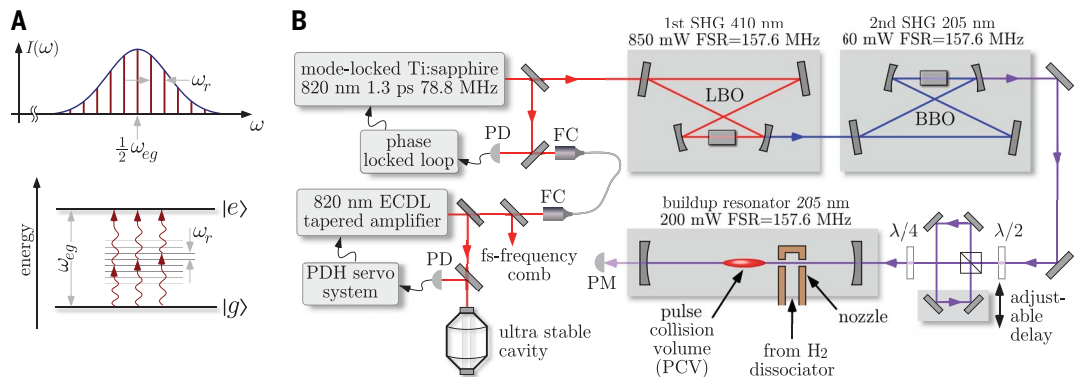 A
I(ω)
ω_r
ω
½ ω_eg
energy
|e⟩
ω_eg
ω_r
|g⟩
B
1st SHG 410 nm
850 mW FSR=157.6 MHz
LBO
2nd SHG 205 nm
60 mW FSR=157.6 MHz
BBO
mode-locked Ti:sapphire
820 nm 1.3 ps 78.8 MHz
phase
locked loop
PD
FC
820 nm ECDL
tapered amplifier
FC
fs-frequency
comb
PDH servo
system
PD
ultra stable
cavity
buildup resonator 205 nm
200 mW FSR=157.6 MHz
PM
pulse
collision
volume
(PCV)
from H₂
dissociator
nozzle
λ/4
λ/2
adjust-
able
delay